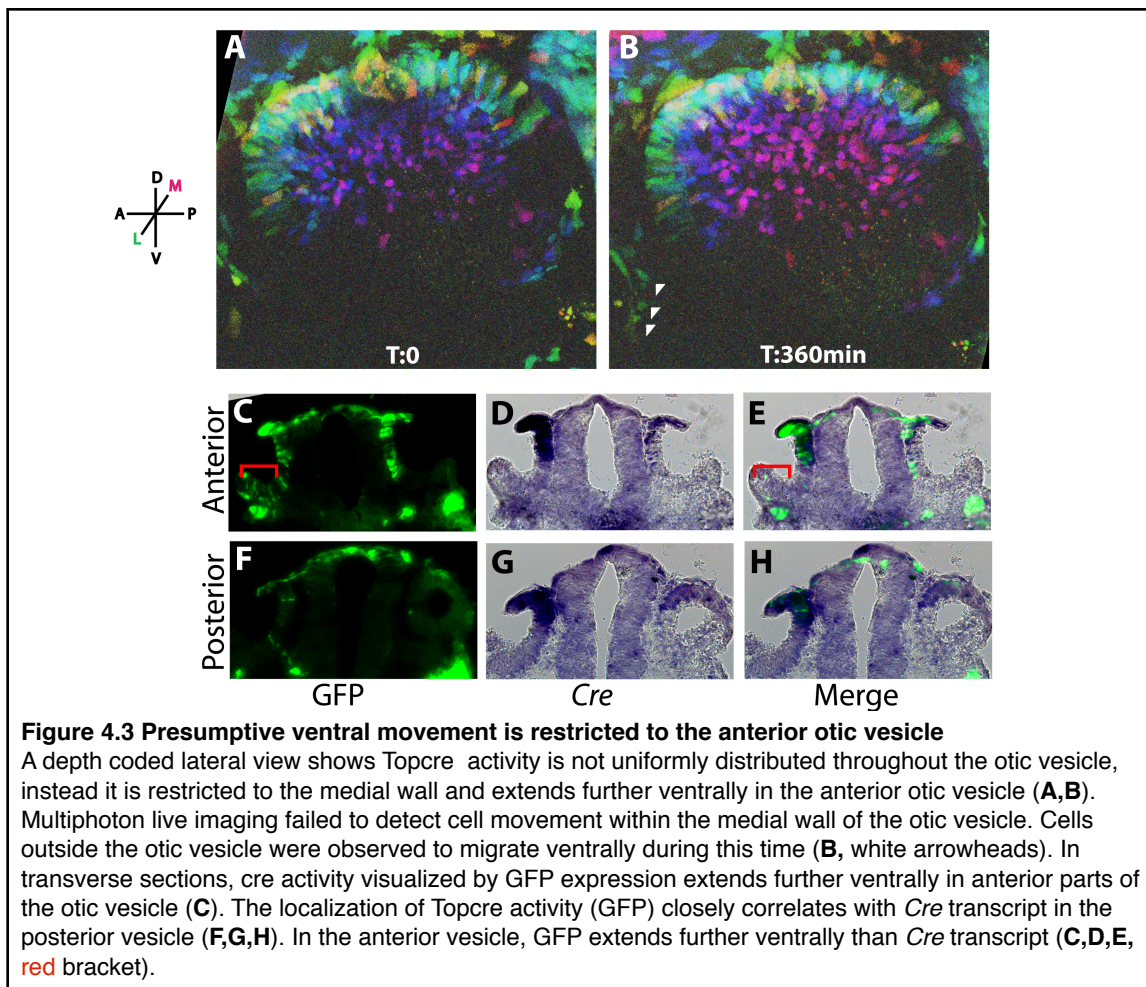 A
B
D
M
A
P
L
V
T:0
T:360min
Anterior
C
D
E
Posterior
F
G
H
GFP
Cre
Merge
Figure 4.3 Presumptive ventral movement is restricted to the anterior otic vesicle
A depth coded lateral view shows Topcre activity is not uniformly distributed throughout the otic vesicle,
instead it is restricted to the medial wall and extends further ventrally in the anterior otic vesicle (A,B).
Multiphoton live imaging failed to detect cell movement within the medial wall of the otic vesicle. Cells
outside the otic vesicle were observed to migrate ventrally during this time (B, white arrowheads). In
transverse sections, cre activity visualized by GFP expression extends further ventrally in anterior parts of
the otic vesicle (C). The localization of Topcre activity (GFP) closely correlates with Cre transcript in the
posterior vesicle (F,G,H). In the anterior vesicle, GFP extends further ventrally than Cre transcript (C,D,E,
red bracket).